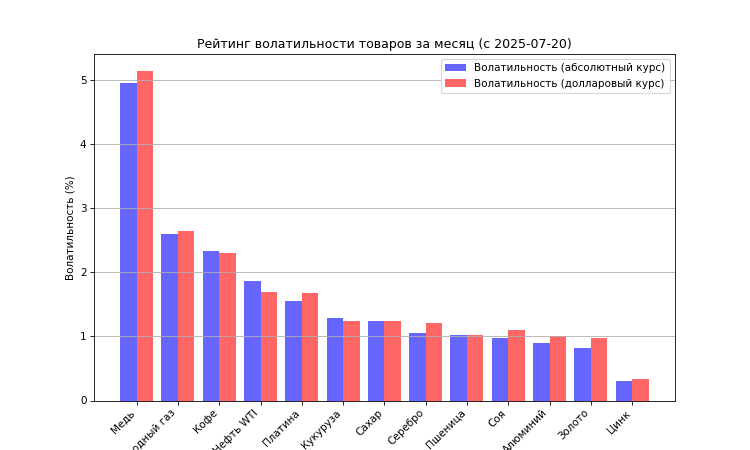 Рейтинг волатильности товаров за месяц (с 2025-07-20)
Волатильность (абсолютный курс)
Волатильность (долларовый курс)
Волатильность (%)
5
4
3
2
1
0
Медь
одный газ
Кофе
Нефть WTI
Платина
Кукуруза
Сахар
Серебро
Пшеница
Соя
Алюминий
Золото
Цинк